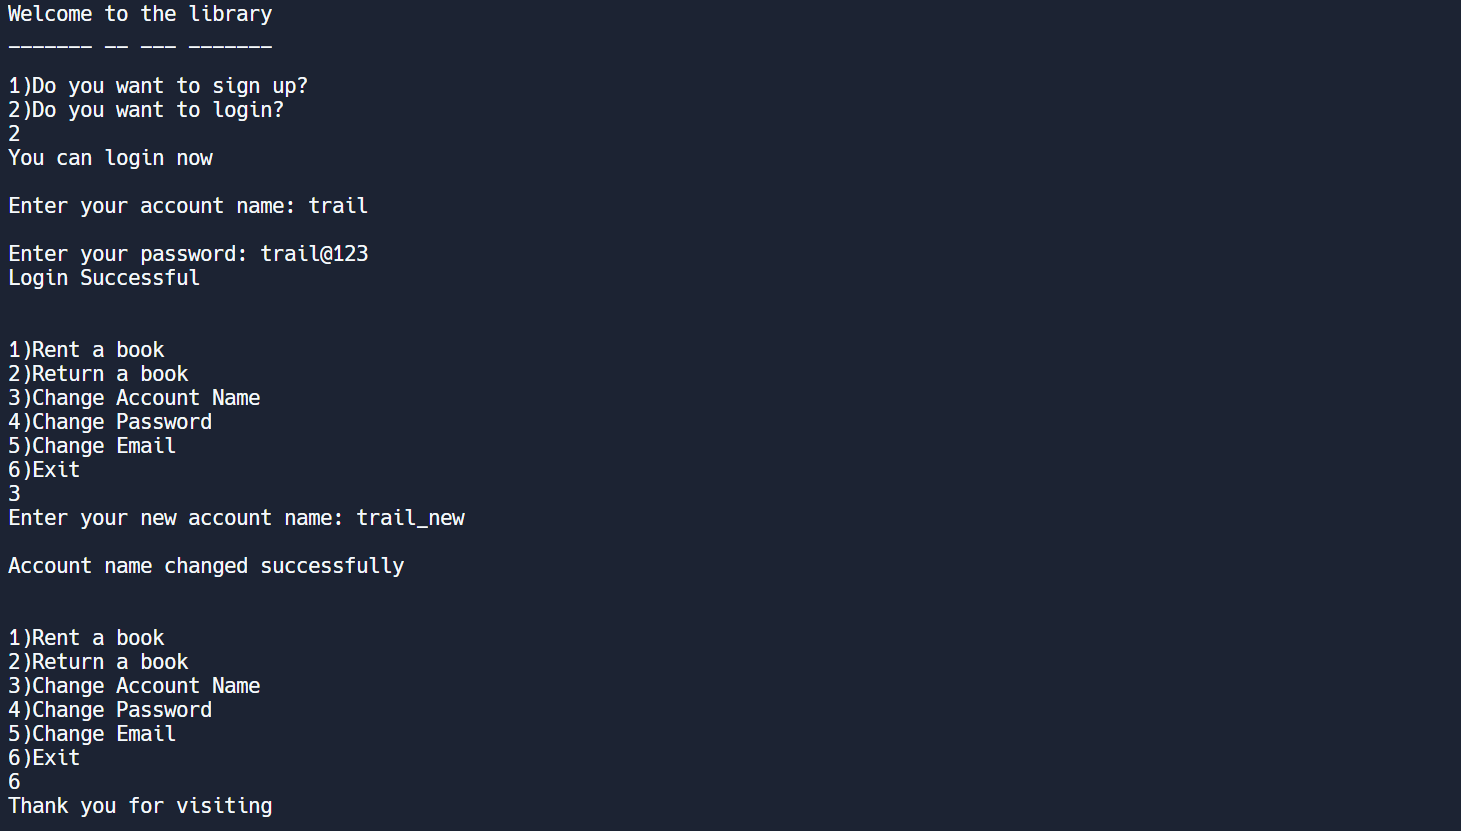 Welcome to the library
------- -- --- -------
1)Do you want to sign up?
2)Do you want to login?
2
You can login now
Enter your account name: trail
Enter your password: trail@123
Login Successful
1)Rent a book
2)Return a book
3)Change Account Name
4)Change Password
5)Change Email
6)Exit
3
Enter your new account name: trail_new
Account name changed successfully
1)Rent a book
2)Return a book
3)Change Account Name
4)Change Password
5)Change Email
6)Exit
6
Thank you for visiting